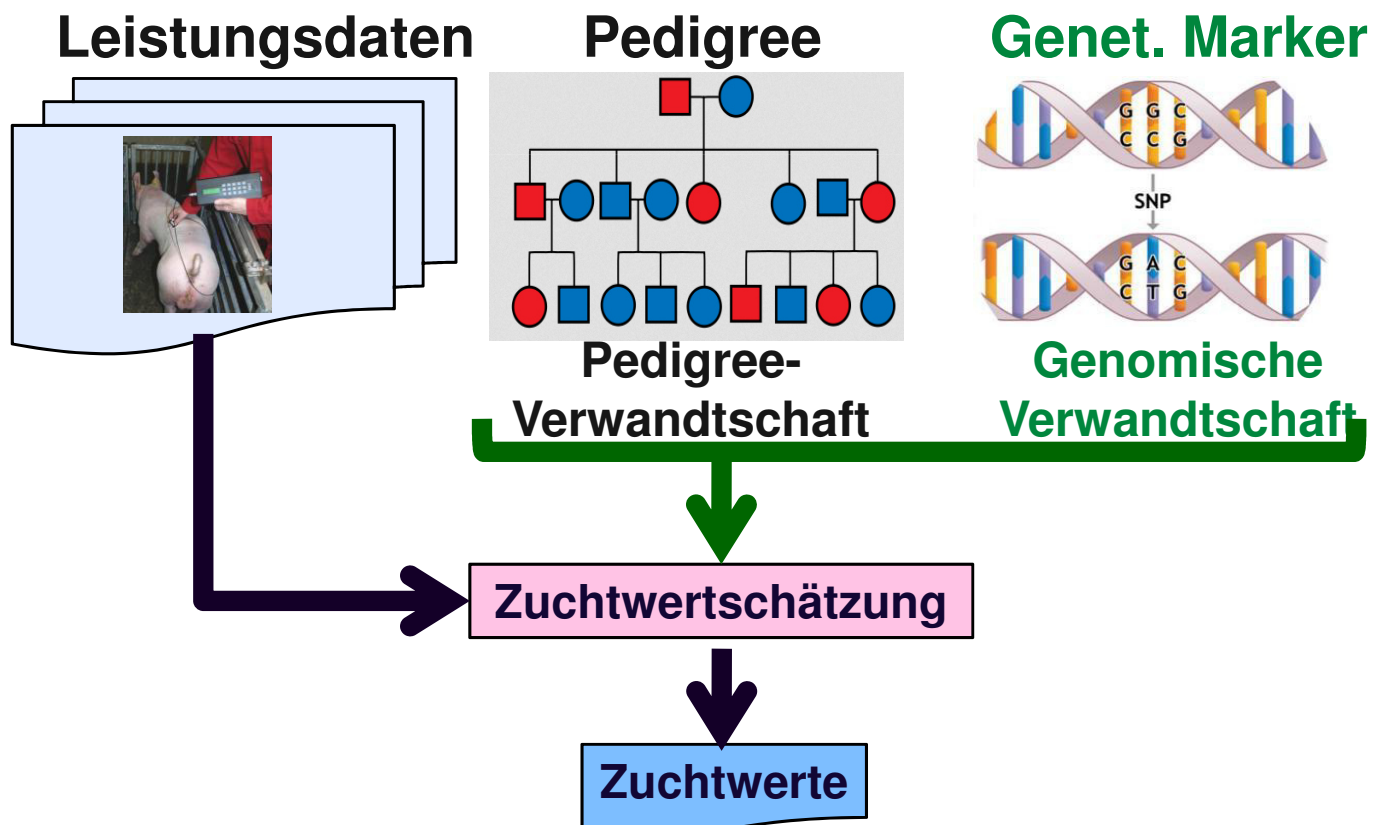 Leistungsdaten
Pedigree
Genet. Marker
G G C
C C G
SNP
G A C
C T G
Pedigree-
Verwandtschaft
Genomische
Verwandtschaft
Zuchtwertschätzung
Zuchtwerte